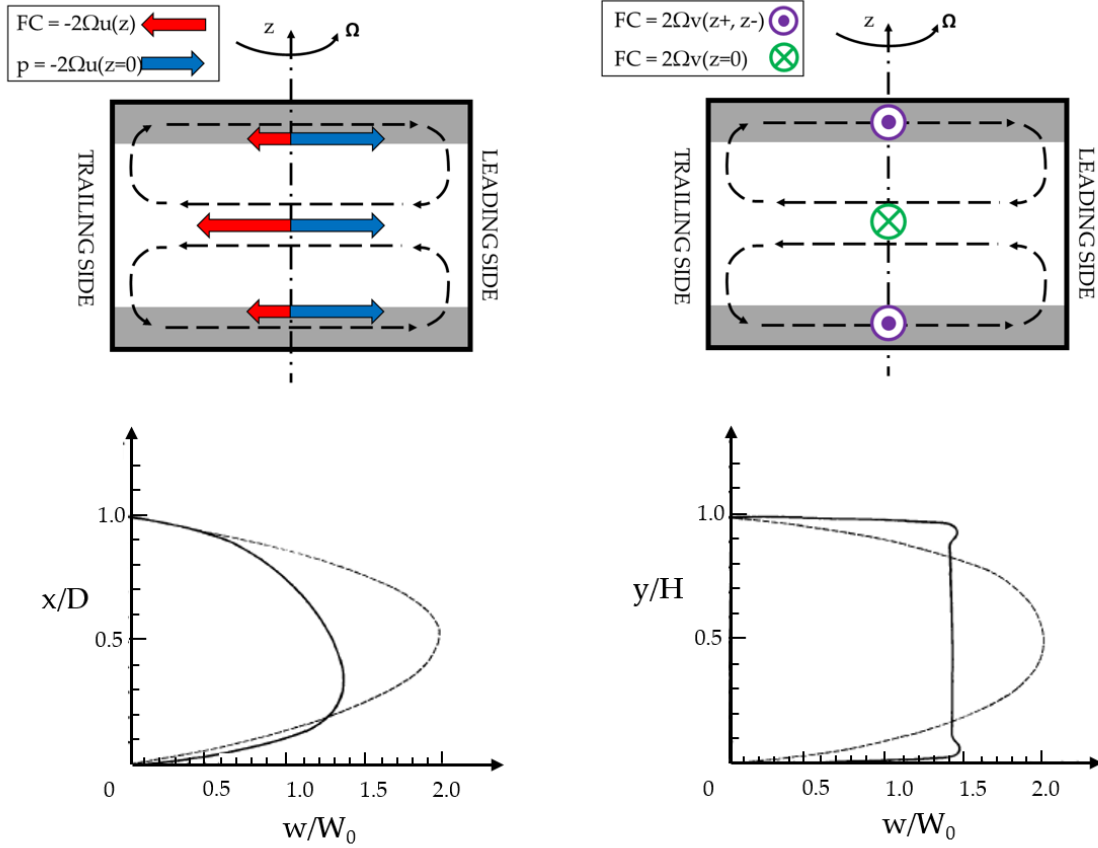 FC = -2Ωu(z)
p = -2Ωu(z=0)
z
Ω
TRAILING SIDE
LEADING SIDE
FC = 2Ωv(z+, z-)
FC = 2Ωv(z=0)
z
Ω
TRAILING SIDE
LEADING SIDE
x/D
1.0
0.5
0
0.5
1.0
1.5
2.0
w/W₀
y/H
1.0
0.5
0
0.5
1.0
1.5
2.0
w/W₀